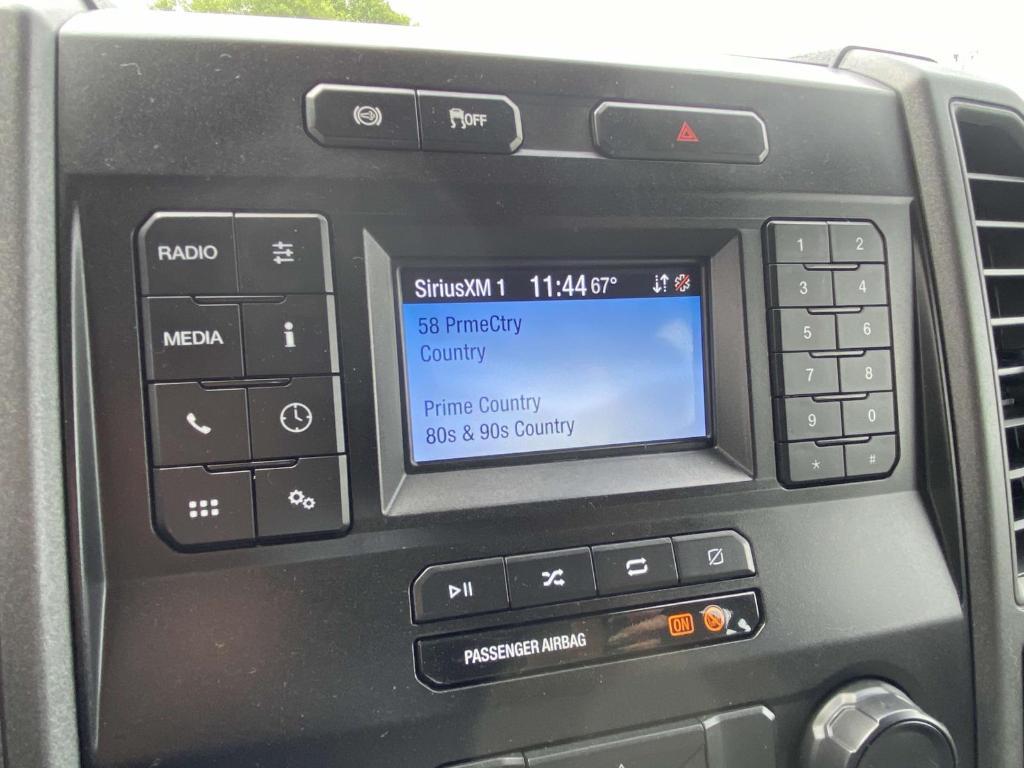 OFF
RADIO
MEDIA
SiriusXM 1 11:44 67°
58 PrmeCtry
Country
Prime Country
80s & 90s Country
1 2
3 4
5 6
7 8
9 0
* #
PASSENGER AIRBAG ON